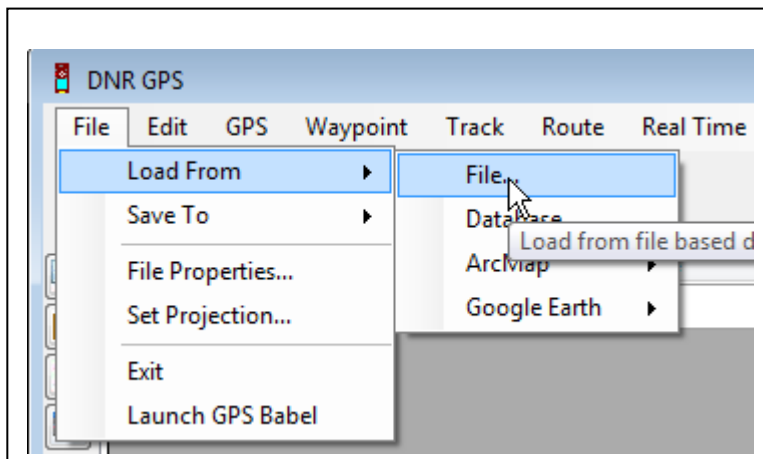 DNR GPS
File Edit GPS Waypoint Track Route Real Time
Load From
Save To
File Properties...
Set Projection...
Exit
Launch GPS Babel
File...
Database
Load from file based d
ArcMap
Google Earth